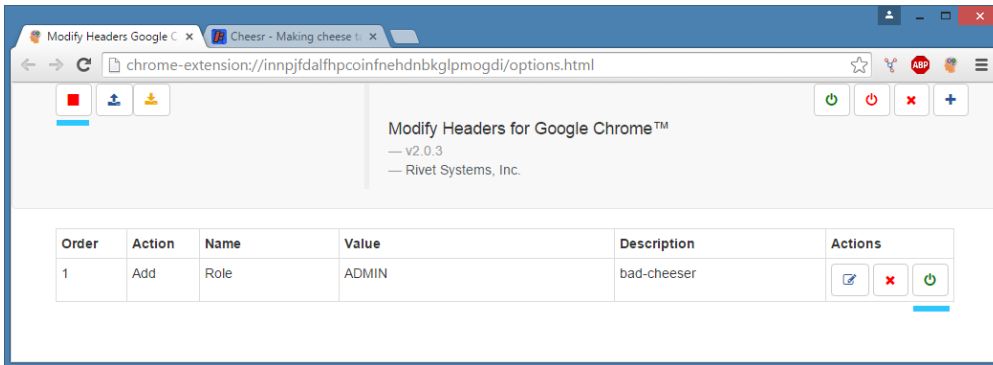 Modify Headers Google C
Cheesr - Making cheese ta
chrome-extension://innpjfdalfhpcoinfnehdnbkglpmogdi/options.html
ABP
Modify Headers for Google Chrome™
— v2.0.3
— Rivet Systems, Inc.
Order Action Name Value Description Actions
1 Add Role ADMIN bad-cheeser